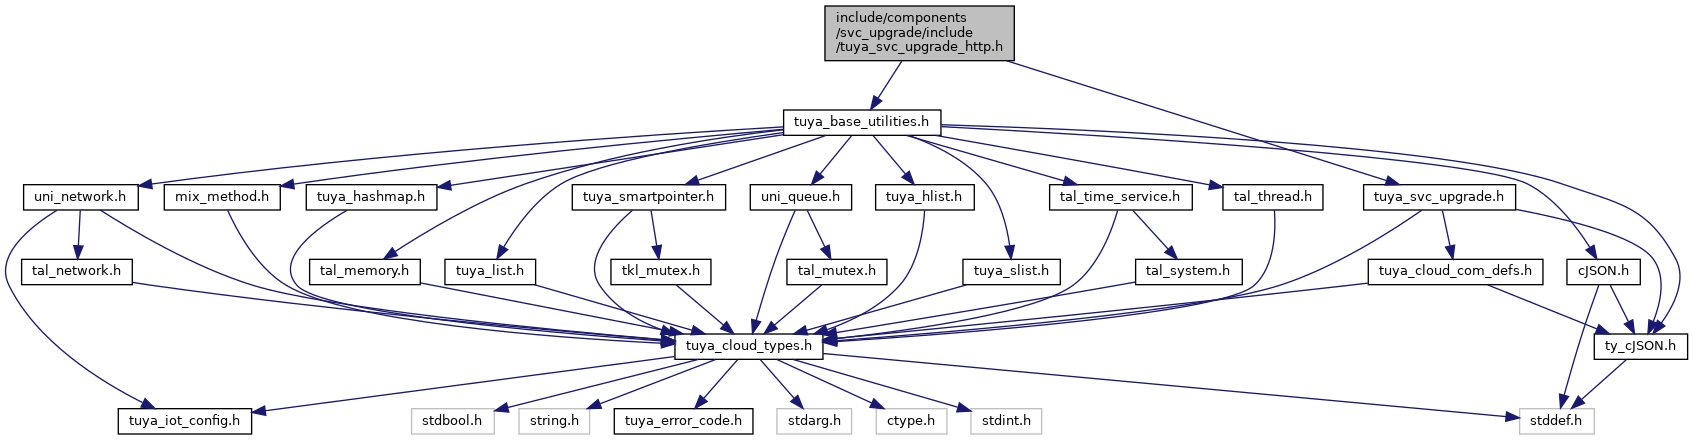 include/components
/svc_upgrade/include
/tuya_svc_upgrade_http.h
tuya_base_utilities.h
uni_network.h
mix_method.h
tuya_hashmap.h
tuya_smartpointer.h
uni_queue.h
tuya_hlist.h
tal_time_service.h
tal_thread.h
tuya_svc_upgrade.h
tal_network.h
tal_memory.h
tuya_list.h
tkl_mutex.h
tal_mutex.h
tuya_slist.h
tal_system.h
tuya_cloud_com_defs.h
cJSON.h
tuya_cloud_types.h
ty_cJSON.h
tuya_iot_config.h
stdbool.h
string.h
tuya_error_code.h
stdarg.h
ctype.h
stdint.h
stddef.h